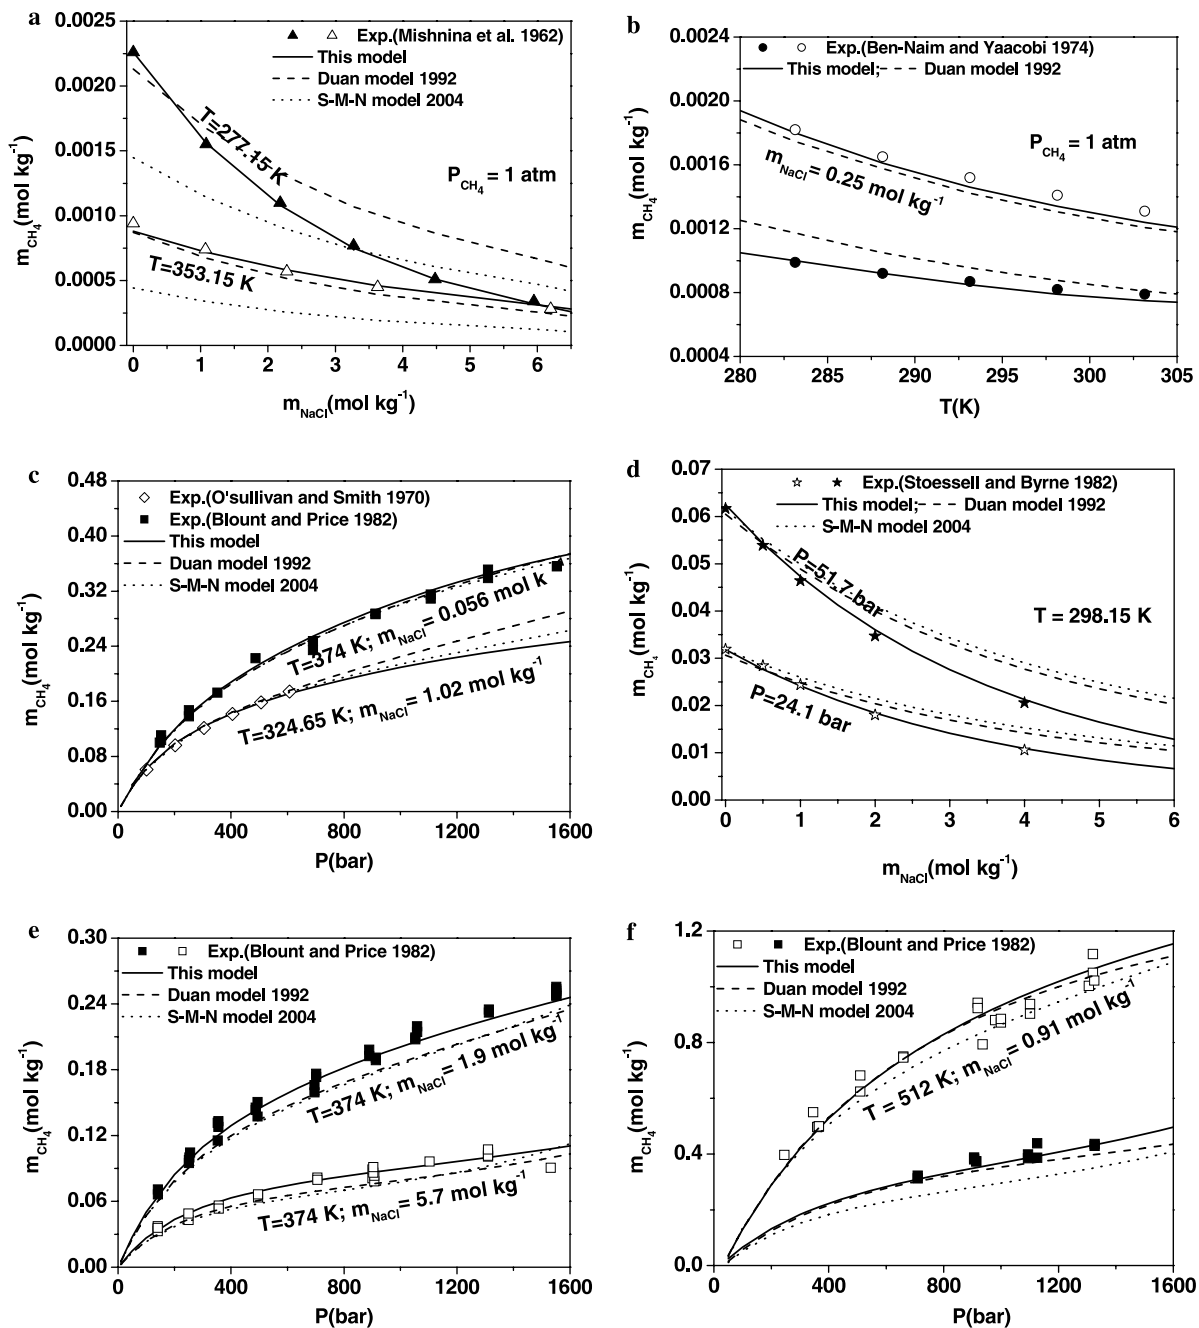 a
0.0025
0.0020
0.0015
0.0010
0.0005
0.0000
m_CH4 (mol kg⁻¹)
▲ △ Exp.(Mishnina et al. 1962)
This model
Duan model 1992
S-M-N model 2004
T=277.15 K
P_CH4 = 1 atm
T=353.15 K
0 1 2 3 4 5 6
m_NaCl(mol kg⁻¹)
b
0.0024
0.0020
0.0016
0.0012
0.0008
0.0004
m_CH4 (mol kg⁻¹)
● ○ Exp.(Ben-Naim and Yaacobi 1974)
This model; Duan model 1992
P_CH4 = 1 atm
m_NaCl = 0.25 mol kg⁻¹
280 285 290 295 300 305
T(K)
c
0.48
0.40
0.32
0.24
0.16
0.08
0.00
m_CH4 (mol kg⁻¹)
◇ Exp.(O'sullivan and Smith 1970)
■ Exp.(Blount and Price 1982)
This model
Duan model 1992
S-M-N model 2004
T=374 K; m_NaCl = 0.056 mol k
T=324.65 K; m_NaCl = 1.02 mol kg⁻¹
0 400 800 1200 1600
P(bar)
d
0.07
0.06
0.05
0.04
0.03
0.02
0.01
0.00
m_CH4 (mol kg⁻¹)
☆ ★ Exp.(Stoessell and Byrne 1982)
This model; Duan model 1992
S-M-N model 2004
P=51.7 bar
T = 298.15 K
P=24.1 bar
0 1 2 3 4 5 6
m_NaCl(mol kg⁻¹)
e
0.30
0.24
0.18
0.12
0.06
0.00
m_CH4 (mol kg⁻¹)
■ □ Exp.(Blount and Price 1982)
This model
Duan model 1992
S-M-N model 2004
T=374 K; m_NaCl = 1.9 mol kg⁻¹
T=374 K; m_NaCl = 5.7 mol kg⁻¹
0 400 800 1200 1600
P(bar)
f
1.2
0.8
0.4
0.0
m_CH4 (mol kg⁻¹)
□ ■ Exp.(Blount and Price 1982)
This model
Duan model 1992
S-M-N model 2004
T = 512 K; m_NaCl = 0.91 mol kg⁻¹
400 800 1200 1600
P(bar)